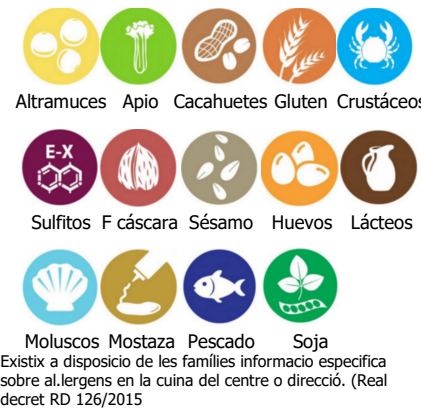 Altramuces Apio Cacahuetes Gluten Crustáceos
E-X
Sulfitos F cáscara Sésamo Huevos Lácteos
Moluscos Mostaza Pescado Soja
Existix a disposicio de les famílies informacio especifica
sobre al.lergens en la cuina del centre o direcció. (Real
decret RD 126/2015